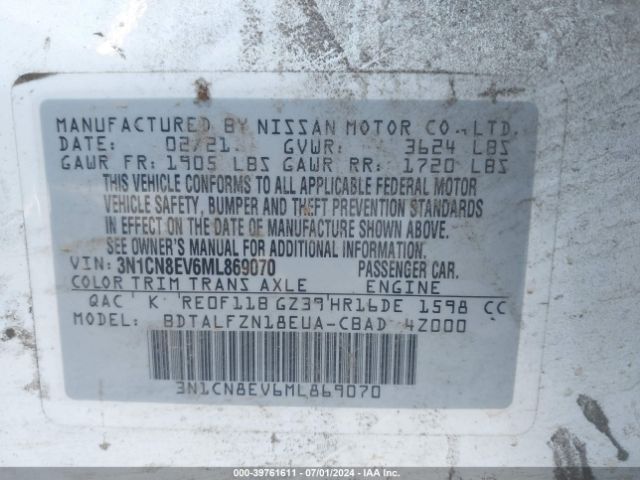 MANUFACTURED BY NISSAN MOTOR CO., LTD.
DATE: 02/21 GVWR: 3624 LBS
GAWR FR: 1905 LBS GAWR RR: 1720 LBS
THIS VEHICLE CONFORMS TO ALL APPLICABLE FEDERAL MOTOR
VEHICLE SAFETY, BUMPER AND THEFT PREVENTION STANDARDS
IN EFFECT ON THE DATE OF MANUFACTURE SHOWN ABOVE.
SEE OWNER'S MANUAL FOR ADDITIONAL INFORMATION.
VIN: 3N1CN8EV6ML869070 PASSENGER CAR.
COLOR TRIM TRANS AXLE ENGINE
QAC K RE0F11B GZ39 HR16DE 1598 CC
MODEL: BDTALFZN18EUA-CBAD 4Z000
3N1CN8EV6ML869070
000-39761611 | 07/01/2024 | IAA Inc.